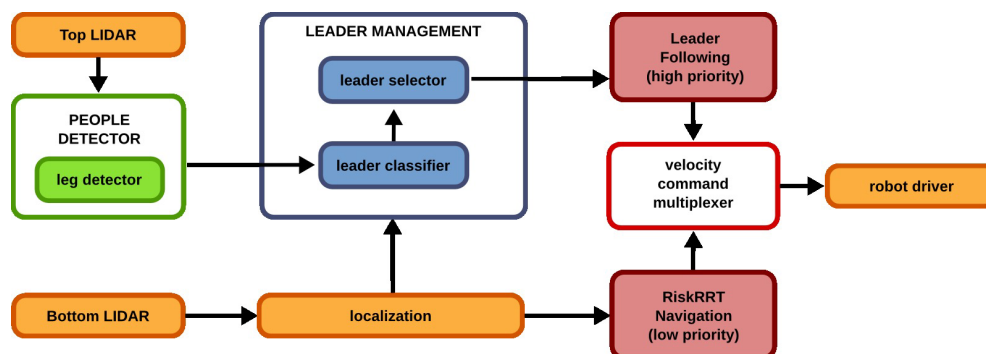 Top LIDAR
PEOPLE
DETECTOR
leg detector
LEADER MANAGEMENT
leader selector
leader classifier
Leader
Following
(high priority)
velocity
command
multiplexer
robot driver
Bottom LIDAR
localization
RiskRRT
Navigation
(low priority)